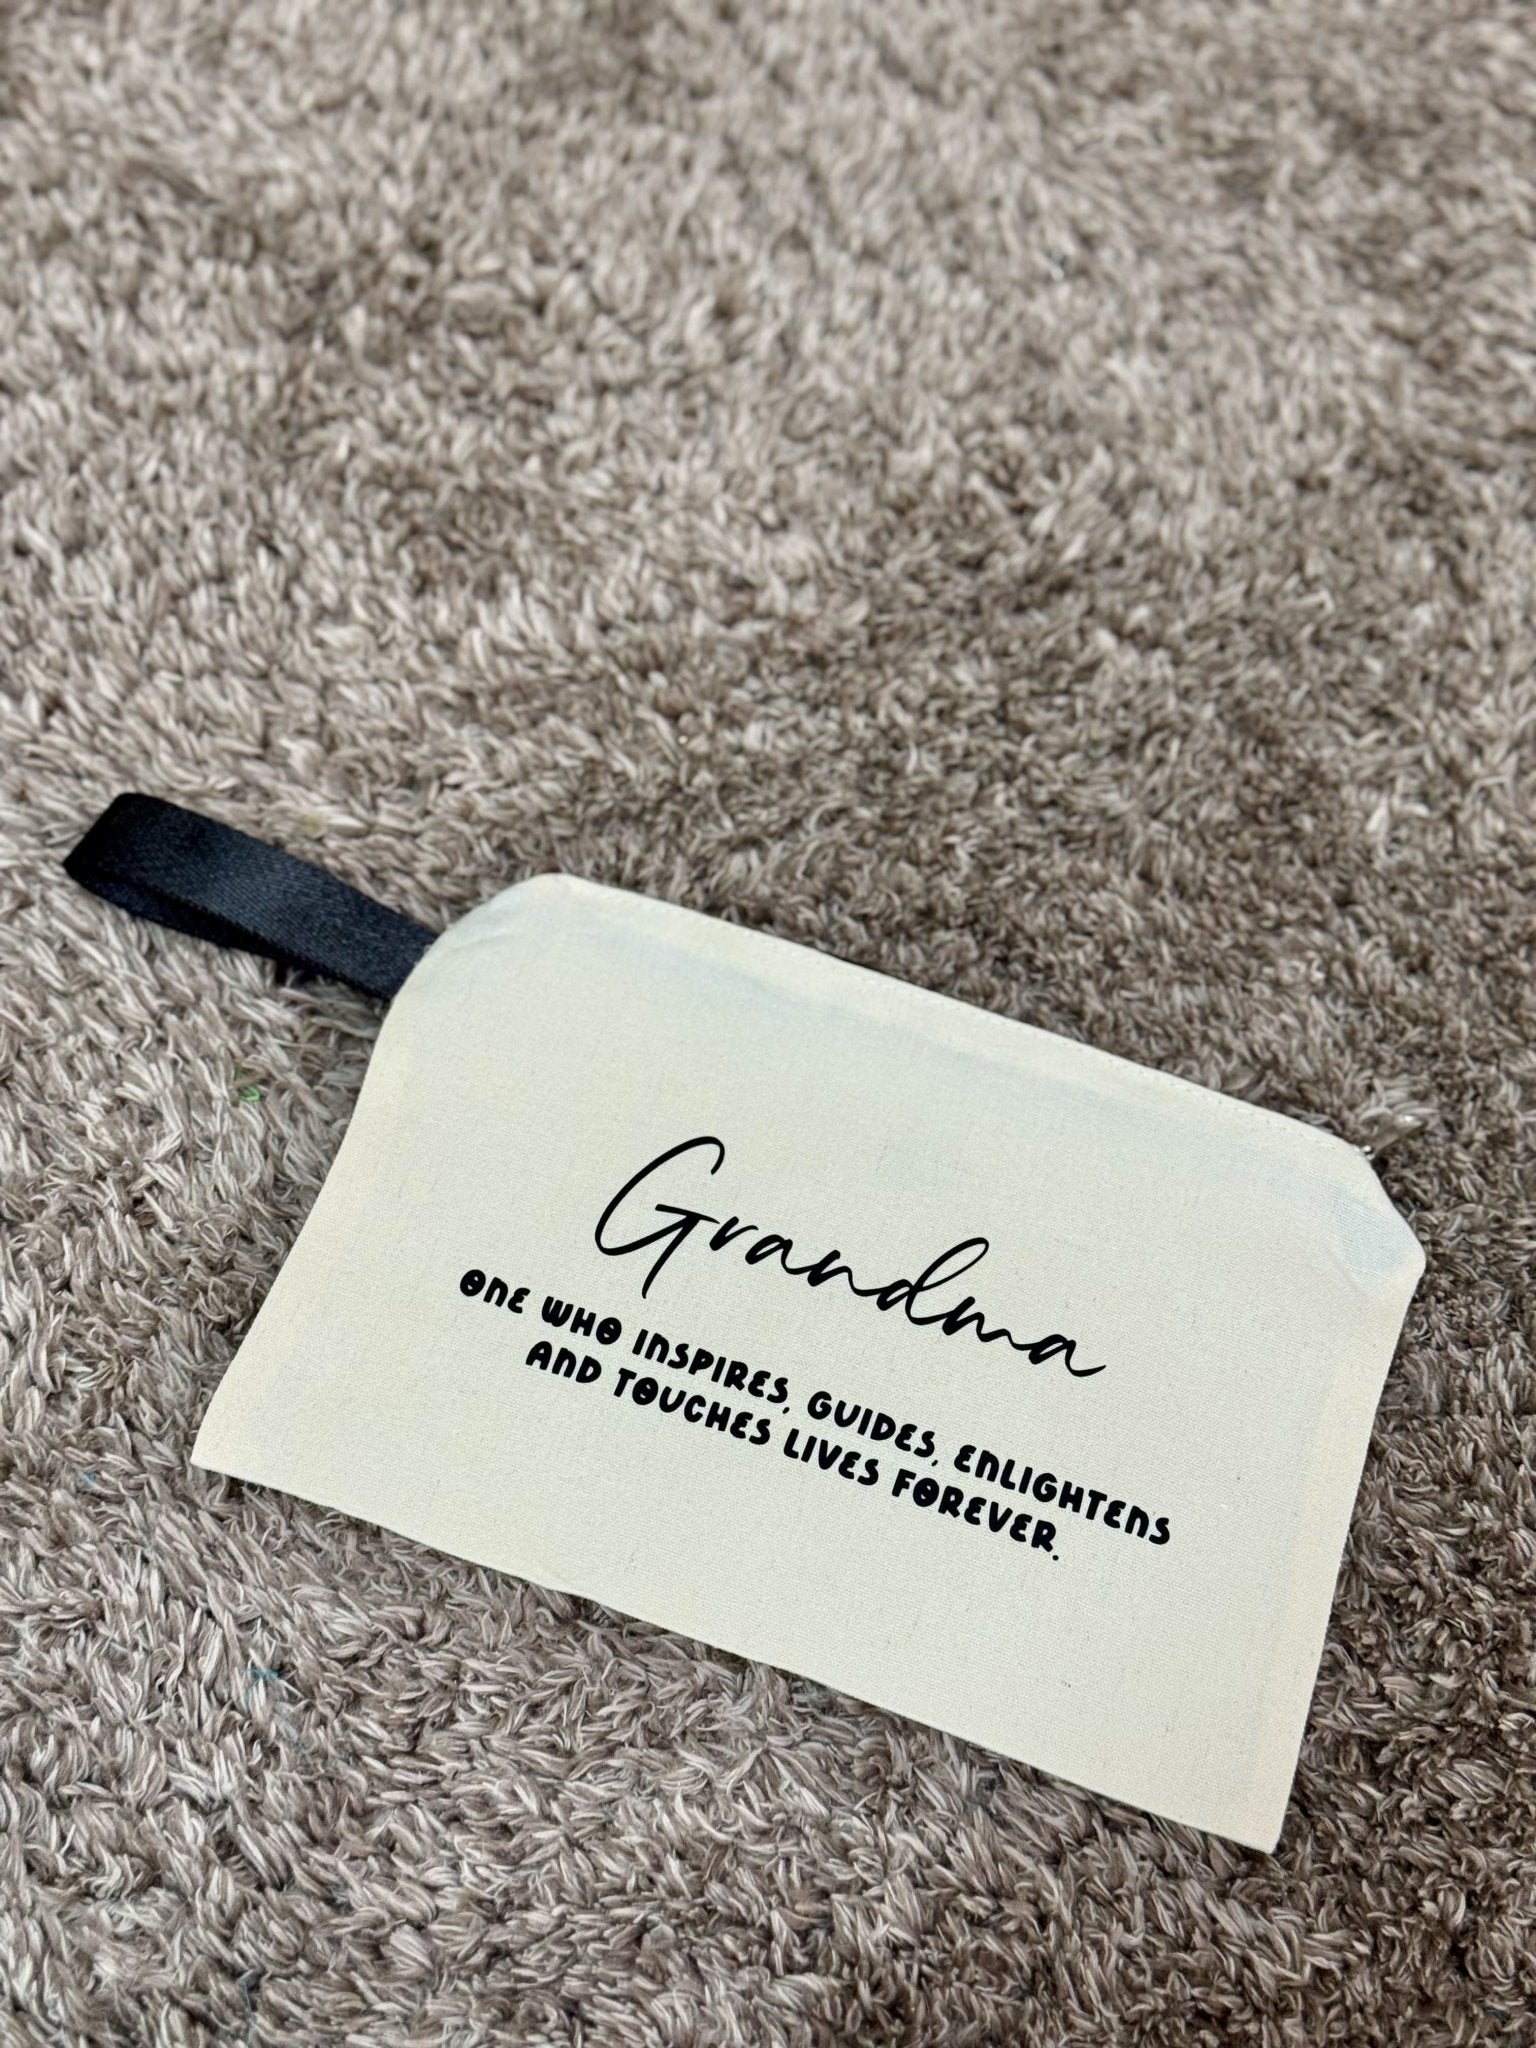 Grandma
ONE WHO INSPIRES, GUIDES, ENLIGHTENS
AND TOUCHES LIVES FOREVER.